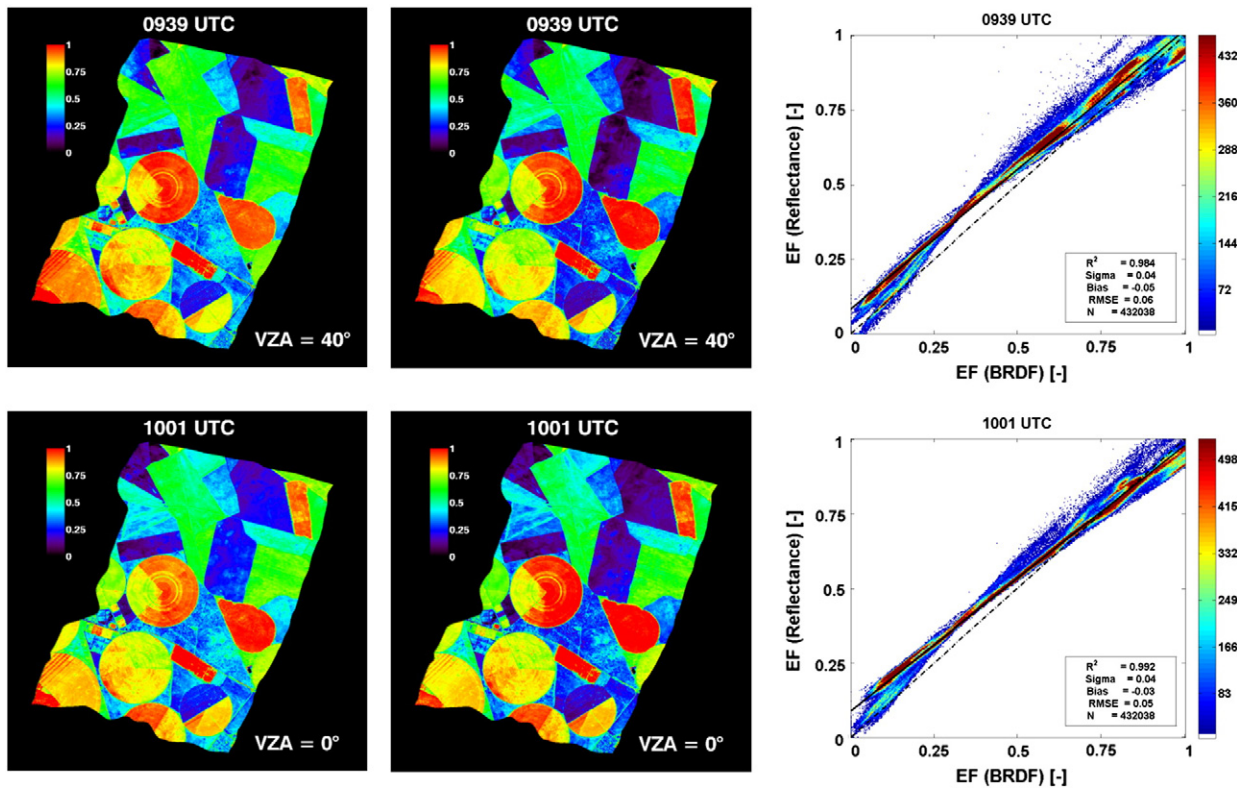 0939 UTC
1
0.75
0.5
0.25
0
VZA = 40°
0939 UTC
1
0.75
0.5
0.25
0
VZA = 40°
0939 UTC
EF (Reflectance) [-]
1
0.75
0.5
0.25
0
0 0.25 0.5 0.75 1
EF (BRDF) [-]
R² = 0.984
Sigma = 0.04
Bias = -0.05
RMSE = 0.06
N = 432038
432
360
288
216
144
72
1001 UTC
1
0.75
0.5
0.25
0
VZA = 0°
1001 UTC
1
0.75
0.5
0.25
0
VZA = 0°
1001 UTC
EF (Reflectance) [-]
1
0.75
0.5
0.25
0
0 0.25 0.5 0.75 1
EF (BRDF) [-]
R² = 0.992
Sigma = 0.04
Bias = -0.03
RMSE = 0.05
N = 432038
498
415
332
249
166
83